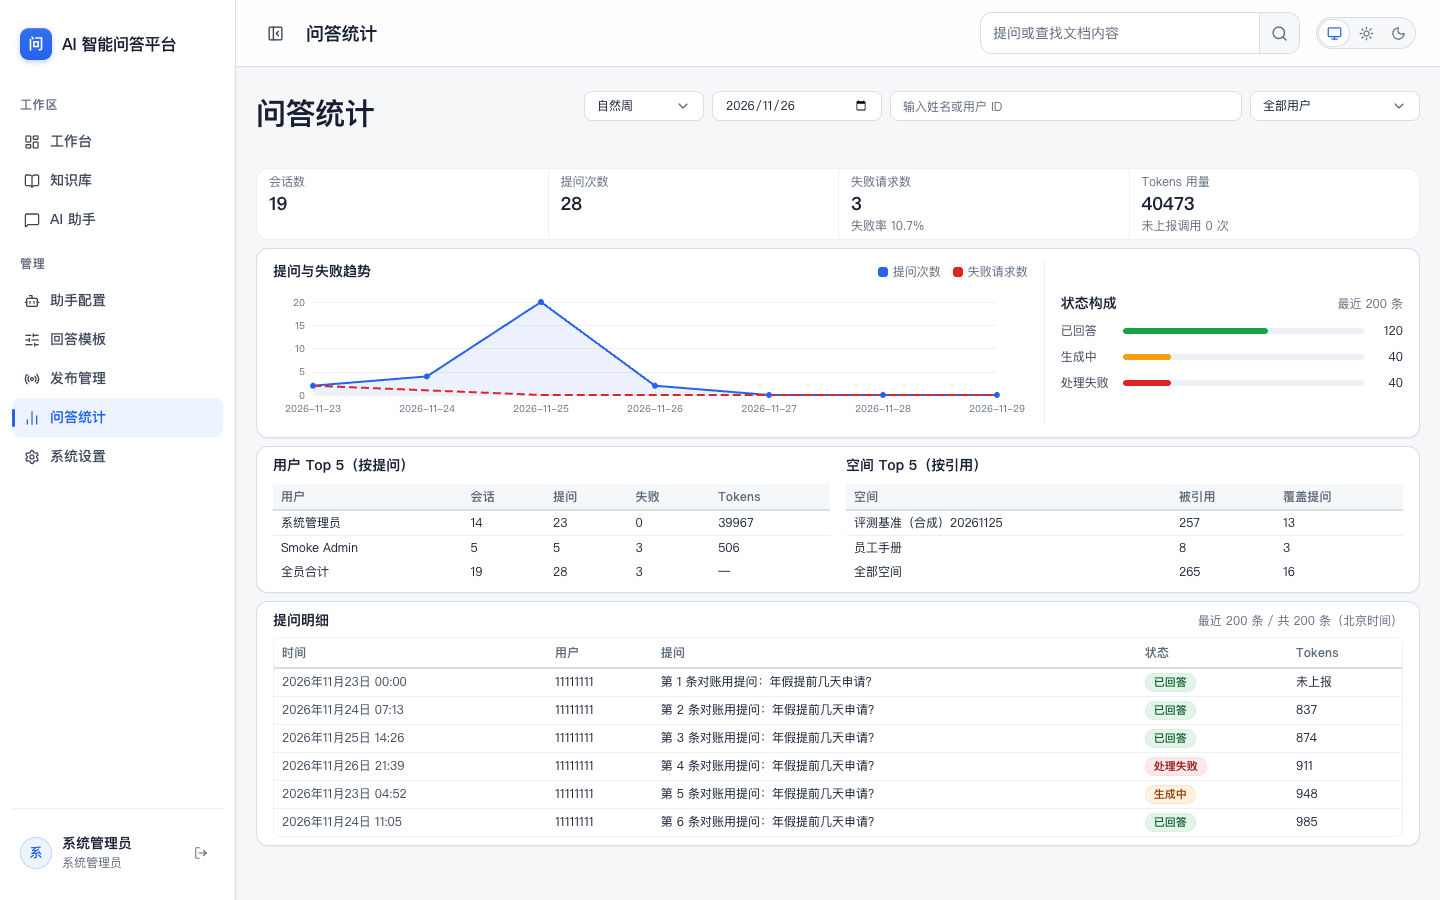 问
AI 智能问答平台
工作区
工作台
知识库
AI 助手
管理
助手配置
回答模板
发布管理
问答统计
系统设置
系
系统管理员
系统管理员
问答统计
提问或查找文档内容
问答统计
自然周
2026/11/26
输入姓名或用户 ID
全部用户
会话数
19
提问次数
28
失败请求数
3
失败率 10.7%
Tokens 用量
40473
未上报调用 0 次
提问与失败趋势
提问次数
失败请求数
20
15
10
5
0
2026-11-23
2026-11-24
2026-11-25
2026-11-26
2026-11-27
2026-11-28
2026-11-29
状态构成
最近 200 条
已回答 120
生成中 40
处理失败 40
用户 Top 5（按提问）
用户 会话 提问 失败 Tokens
系统管理员 14 23 0 39967
Smoke Admin 5 5 3 506
全员合计 19 28 3 —
空间 Top 5（按引用）
空间 被引用 覆盖提问
评测基准（合成）20261125 257 13
员工手册 8 3
全部空间 265 16
提问明细
最近 200 条 / 共 200 条（北京时间）
时间 用户 提问 状态 Tokens
2026年11月23日 00:00 11111111 第 1 条对账用提问：年假提前几天申请？ 已回答 未上报
2026年11月24日 07:13 11111111 第 2 条对账用提问：年假提前几天申请？ 已回答 837
2026年11月25日 14:26 11111111 第 3 条对账用提问：年假提前几天申请？ 已回答 874
2026年11月26日 21:39 11111111 第 4 条对账用提问：年假提前几天申请？ 处理失败 911
2026年11月23日 04:52 11111111 第 5 条对账用提问：年假提前几天申请？ 生成中 948
2026年11月24日 11:05 11111111 第 6 条对账用提问：年假提前几天申请？ 已回答 985